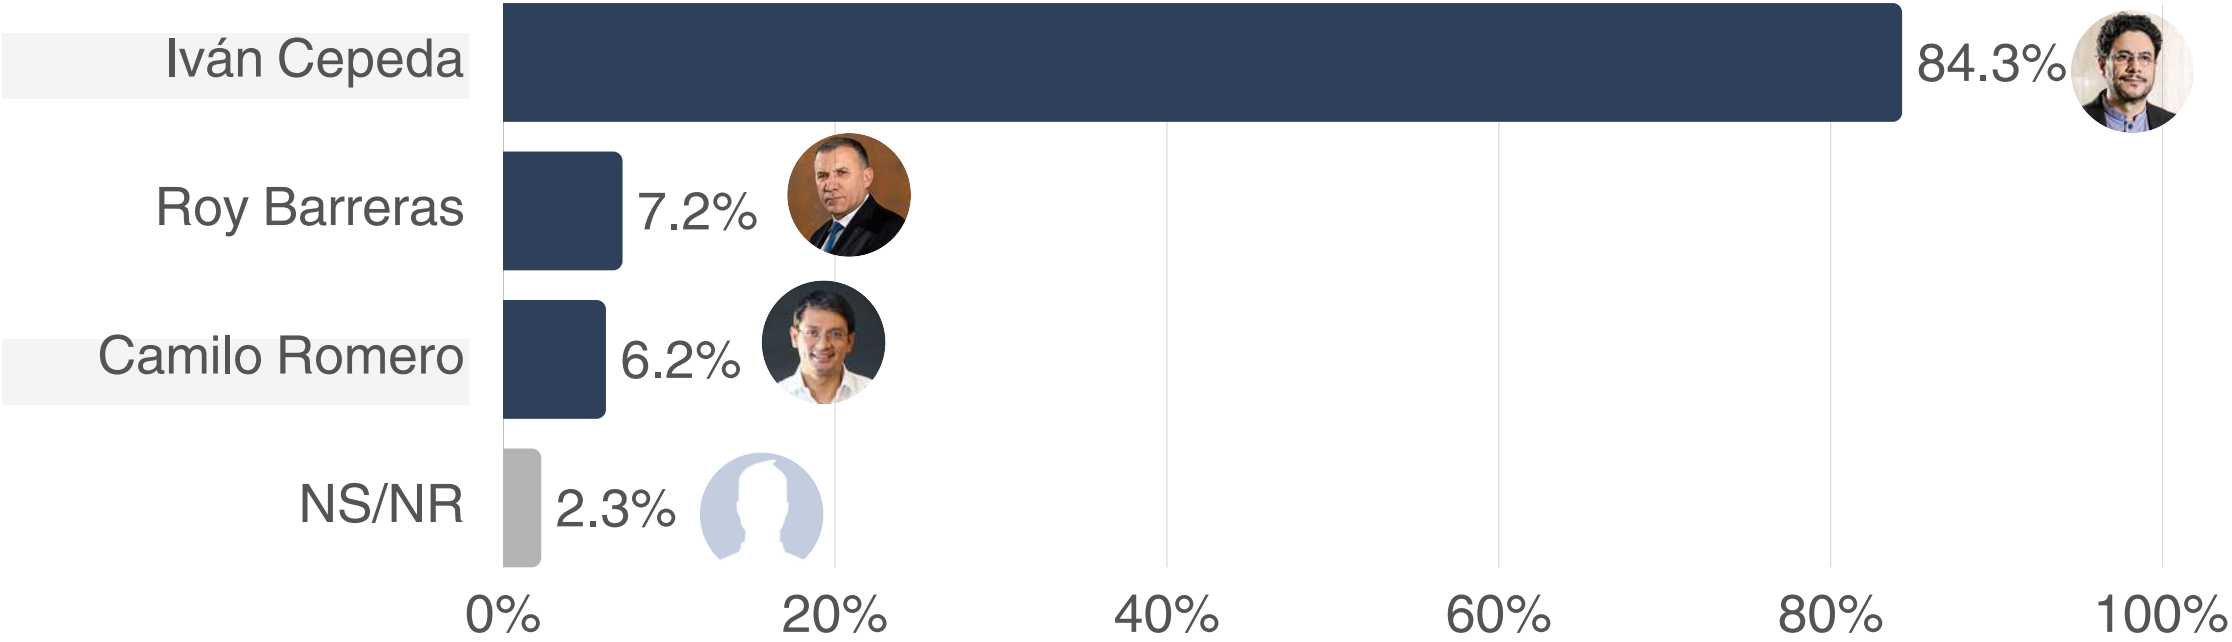 Iván Cepeda 84.3%
Roy Barreras 7.2%
Camilo Romero 6.2%
NS/NR 2.3%
0% 20% 40% 60% 80% 100%